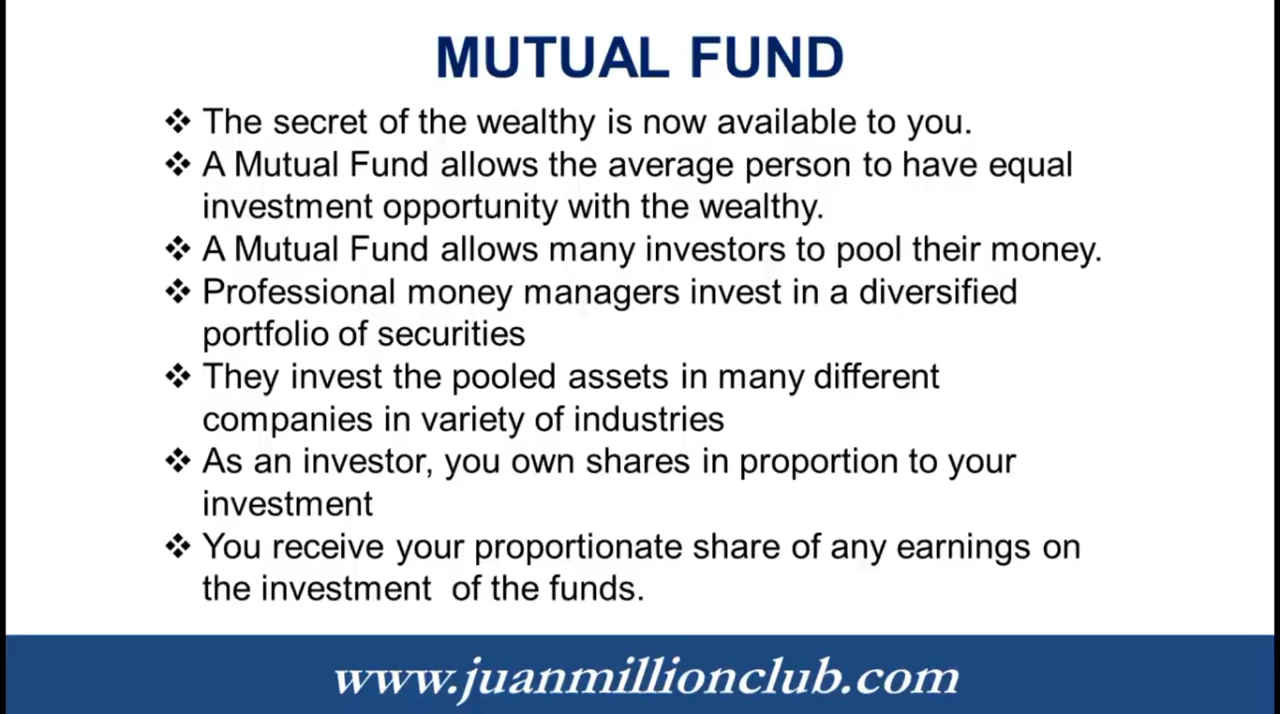 MUTUAL FUND
❖ The secret of the wealthy is now available to you.
❖ A Mutual Fund allows the average person to have equal
investment opportunity with the wealthy.
❖ A Mutual Fund allows many investors to pool their money.
❖ Professional money managers invest in a diversified
portfolio of securities
❖ They invest the pooled assets in many different
companies in variety of industries
❖ As an investor, you own shares in proportion to your
investment
❖ You receive your proportionate share of any earnings on
the investment  of the funds.
www.juanmillionclub.com